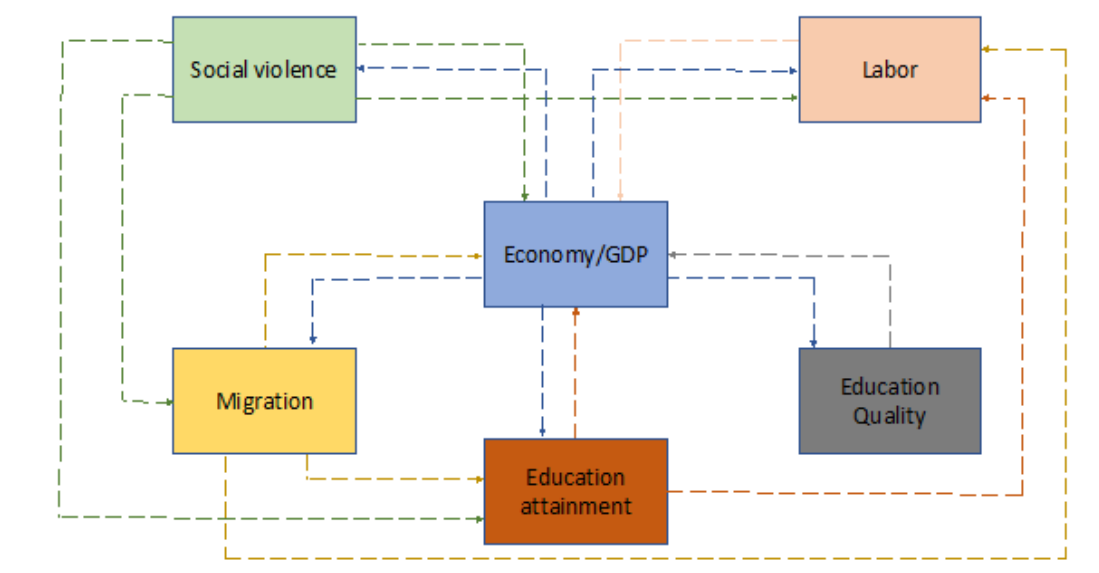 Social violence
Labor
Economy/GDP
Migration
Education
Quality
Education
attainment